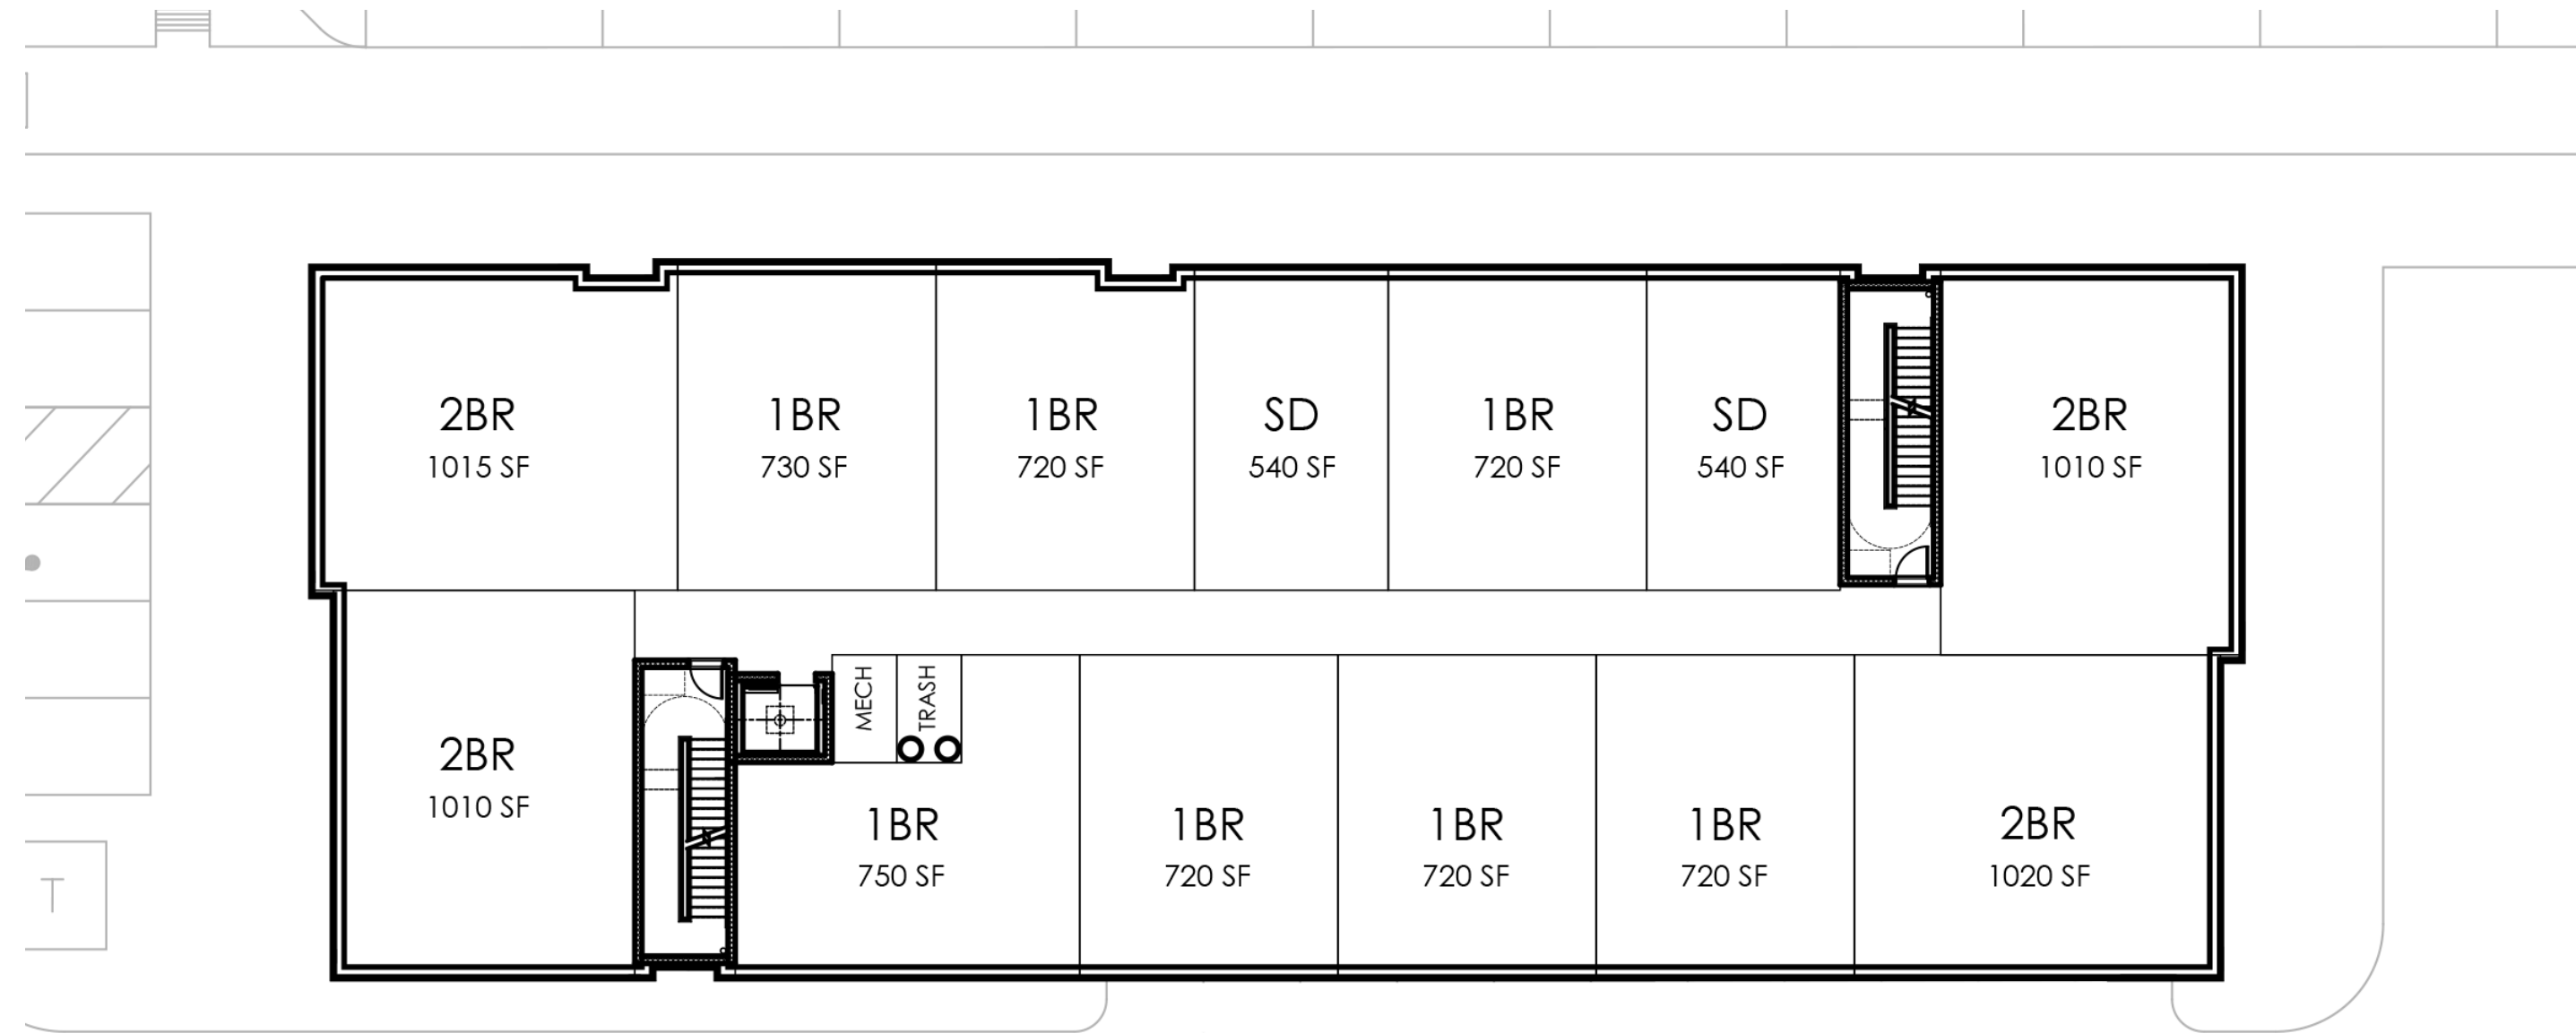 2BR
1015 SF
1BR
730 SF
1BR
720 SF
SD
540 SF
1BR
720 SF
SD
540 SF
2BR
1010 SF
2BR
1010 SF
MECH
TRASH
1BR
750 SF
1BR
720 SF
1BR
720 SF
1BR
720 SF
2BR
1020 SF
T